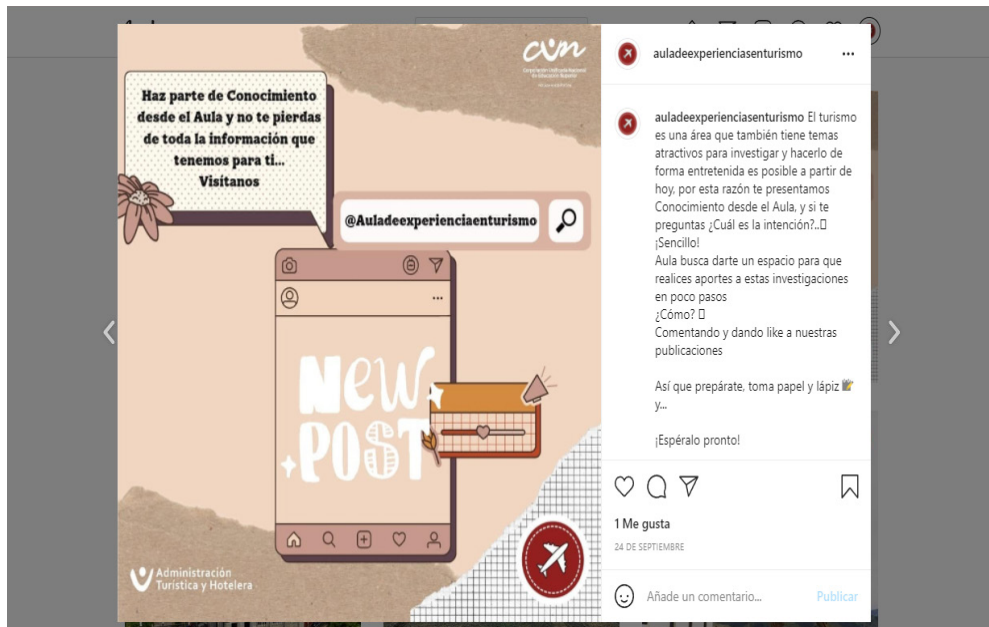 cun
Haz parte de Conocimiento
desde el Aula y no te pierdas
de toda la información que
tenemos para ti...
Visítanos
@Auladeexperienciaenturismo
NEW
POST
Administración
Turística y Hotelera
auladeexperienciasenturismo
auladeexperienciasenturismo El turismo
es una área que también tiene temas
atractivos para investigar y hacerlo de
forma entretenida es posible a partir de
hoy, por esta razón te presentamos
Conocimiento desde el Aula, y si te
preguntas ¿Cuál es la intención?..
¡Sencillo!
Aula busca darte un espacio para que
realices aportes a estas investigaciones
en poco pasos
¿Cómo?
Comentando y dando like a nuestras
publicaciones
Así que prepárate, toma papel y lápiz 📝
y...
¡Espéralo pronto!
1 Me gusta
24 DE SEPTIEMBRE
Añade un comentario...
Publicar